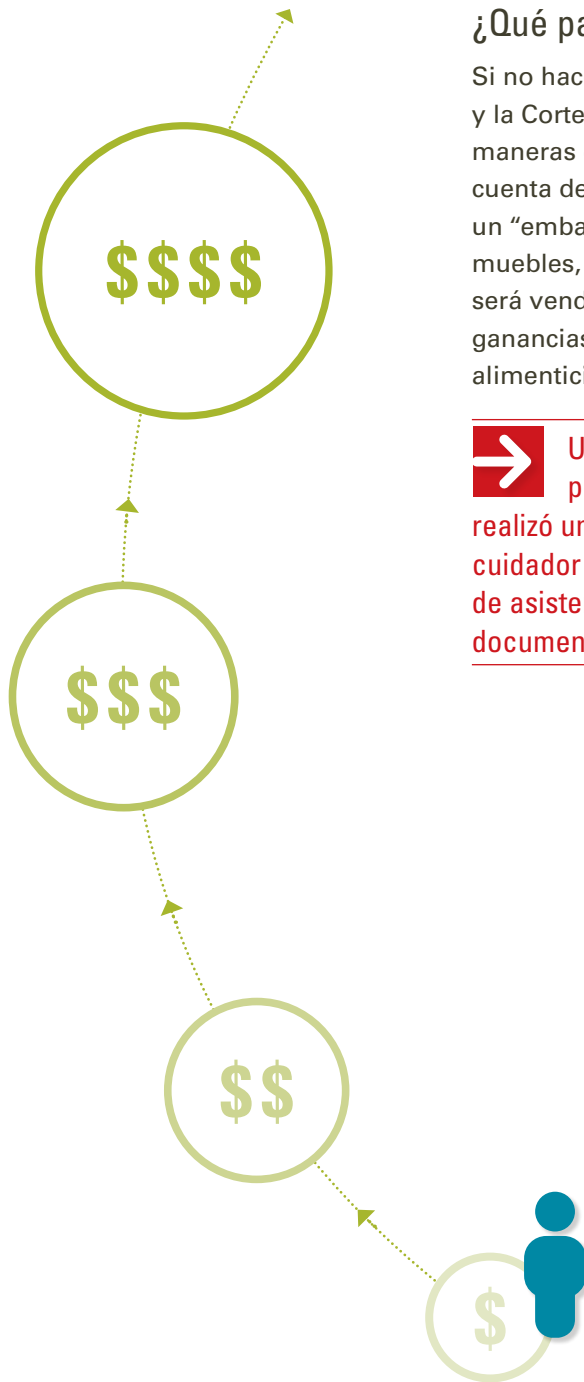 ¿Qué pa
Si no hac
y la Corte
maneras
cuenta de
un “emba
muebles,
será vend
ganancias
alimentici
U
p
realizó un
cuidador
de asiste
documen
$$$$
$$$
$$
$